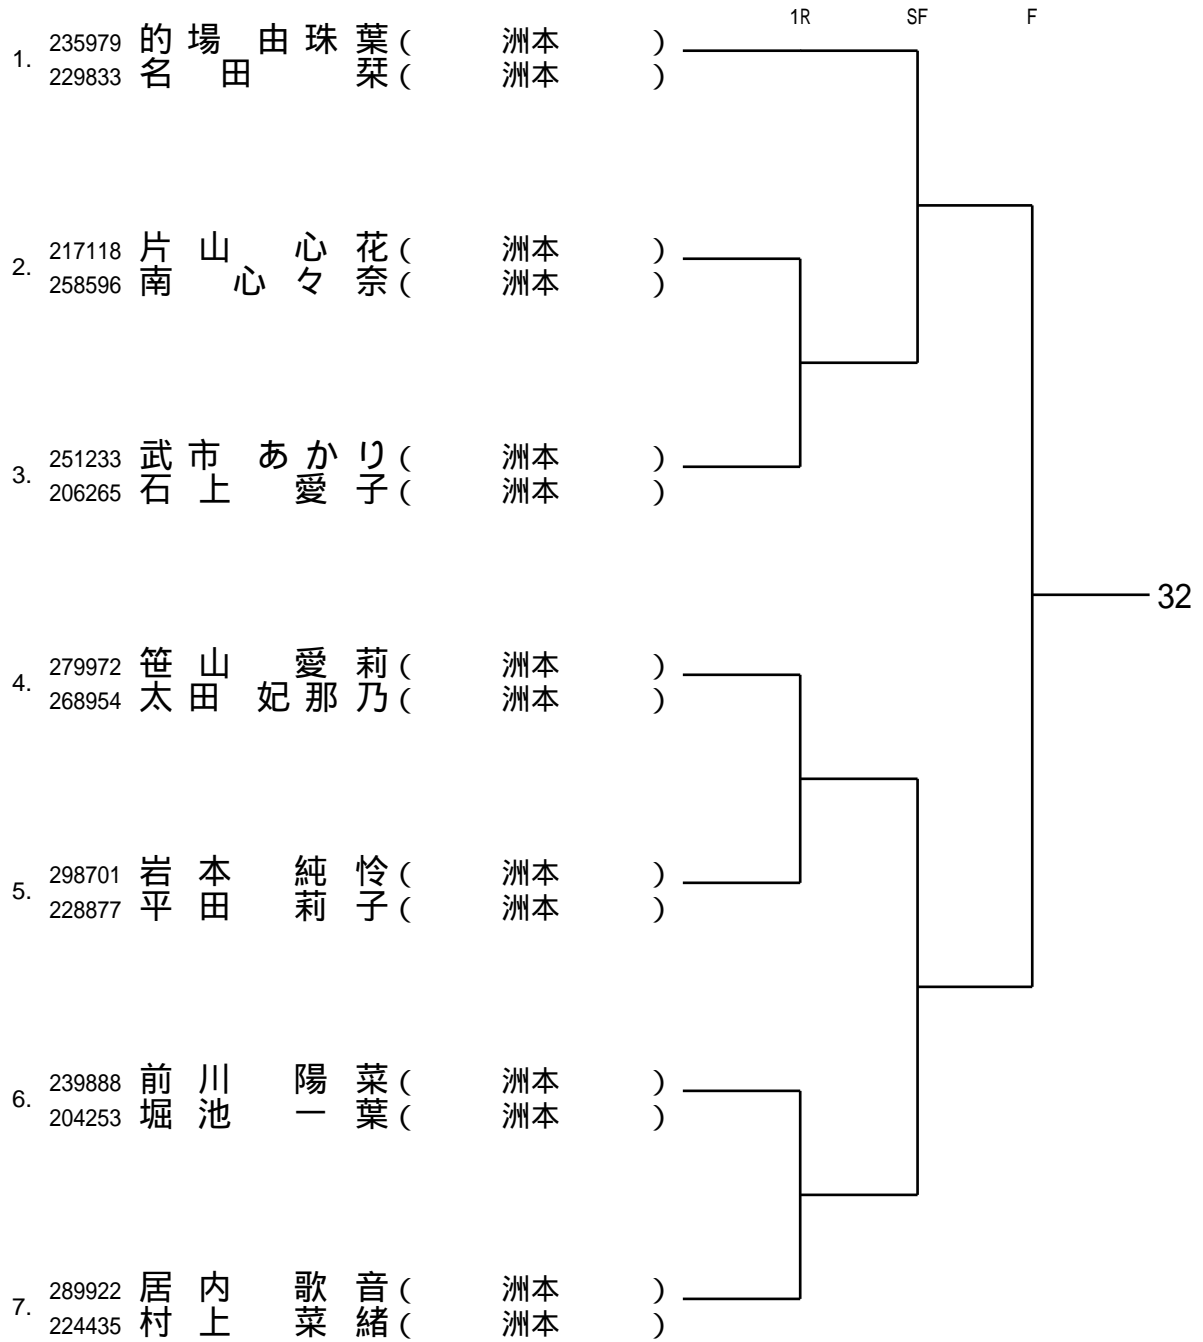 1R SF F
1. 235979 的場 由珠葉 ( 洲本 )
229833 名田 栞 ( 洲本 )
2. 217118 片山 心花 ( 洲本 )
258596 南 心々奈 ( 洲本 )
3. 251233 武市 あかり ( 洲本 )
206265 石上 愛子 ( 洲本 )
32
4. 279972 笹山 愛莉 ( 洲本 )
268954 太田 妃那乃 ( 洲本 )
5. 298701 岩本 純怜 ( 洲本 )
228877 平田 莉子 ( 洲本 )
6. 239888 前川 陽菜 ( 洲本 )
204253 堀池 一葉 ( 洲本 )
7. 289922 居内 歌音 ( 洲本 )
224435 村上 菜緒 ( 洲本 )